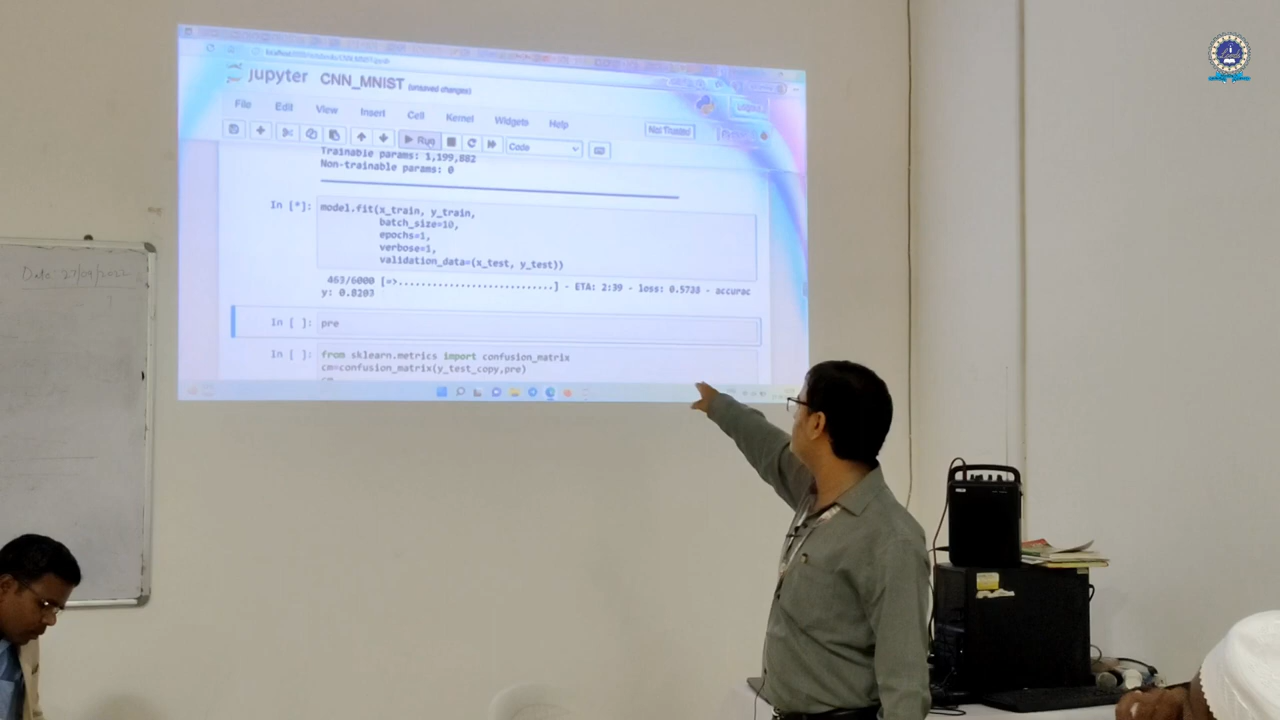 jupyter CNN_MNIST (unsaved changes)
File Edit View Insert Cell Kernel Widgets Help
Not Trusted
Logout
Run
Code
Trainable params: 1,199,882
Non-trainable params: 0
In [*]: model.fit(x_train, y_train,
batch_size=10,
epochs=1,
verbose=1,
validation_data=(x_test, y_test))
463/6000 [=>..............................] - ETA: 2:39 - loss: 0.5728 - accurac
y: 0.8203
In [ ]: pre
In [ ]: from sklearn.metrics import confusion_matrix
cm=confusion_matrix(y_test_copy,pre)
cm
Date: 27/09/2022